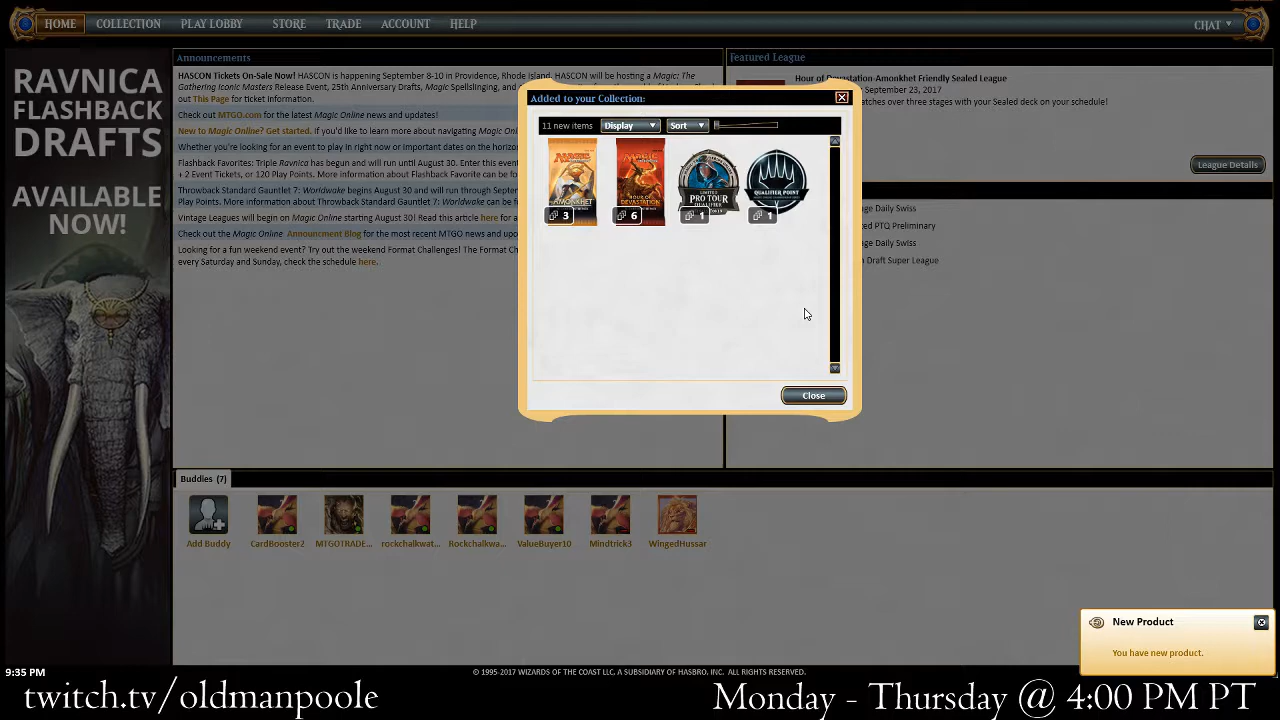 HOME COLLECTION PLAY LOBBY STORE TRADE ACCOUNT HELP CHAT
RAVNICA
FLASHBACK
DRAFTS
AVAILABLE
NOW!
Announcements
HASCON Tickets On-Sale Now! HASCON is happening September 8-10 in Providence, Rhode Island. HASCON will be hosting a Magic: The
Gathering Iconic Masters Release Event, 25th Anniversary Drafts, Magic Spellslinging, and
out This Page for ticket information.
Check out MTGO.com for the latest Magic Online news and updates!
New to Magic Online? Get started. If you'd like to learn more about navigating Magic Onl
Whether you're looking for an event to play in right now or important dates on the horizon
Flashback Favorites: Triple Ravnica has begun and will run until August 30. Enter this event
+ 2 Event Tickets, or 120 Play Points. More information about Flashback Favorite can be fo
Throwback Standard Gauntlet 7: Worldwake begins August 30 and will run through Septem
Play Points. More information about Throwback Standard Gauntlet 7: Worldwake can be fo
Vintage Leagues will begin on Magic Online starting August 30! Read this article here for
Check out the Magic Online Announcment Blog for the most recent MTGO news and upd
Looking for a fun weekend event? Try out the weekend Format Challenges! The Format Ch
every Saturday and Sunday, check the schedule here.
Featured League
Hour of Devastation-Amonkhet Friendly Sealed League
September 23, 2017
atches over three stages with your Sealed deck on your schedule!
League Details
age Daily Swiss
ed PTQ Preliminary
age Daily Swiss
n Draft Super League
Added to your Collection:
11 new items Display Sort
MAGIC
AMONKHET
3
MAGIC
HOUR OF
DEVASTATION
6
LIMITED
PRO TOUR
QUALIFIER
1
QUALIFIER POINT
1
Close
Buddies (7)
Add Buddy CardBooster2 MTGOTRADE... rockchalkwat... Rockchalkwa... ValueBuyer10 Mindtrick3 WingedHussar
New Product
You have new product.
9:35 PM
© 1995-2017 WIZARDS OF THE COAST LLC, A SUBSIDIARY OF HASBRO, INC. ALL RIGHTS RESERVED.
twitch.tv/oldmanpoole Monday - Thursday @ 4:00 PM PT